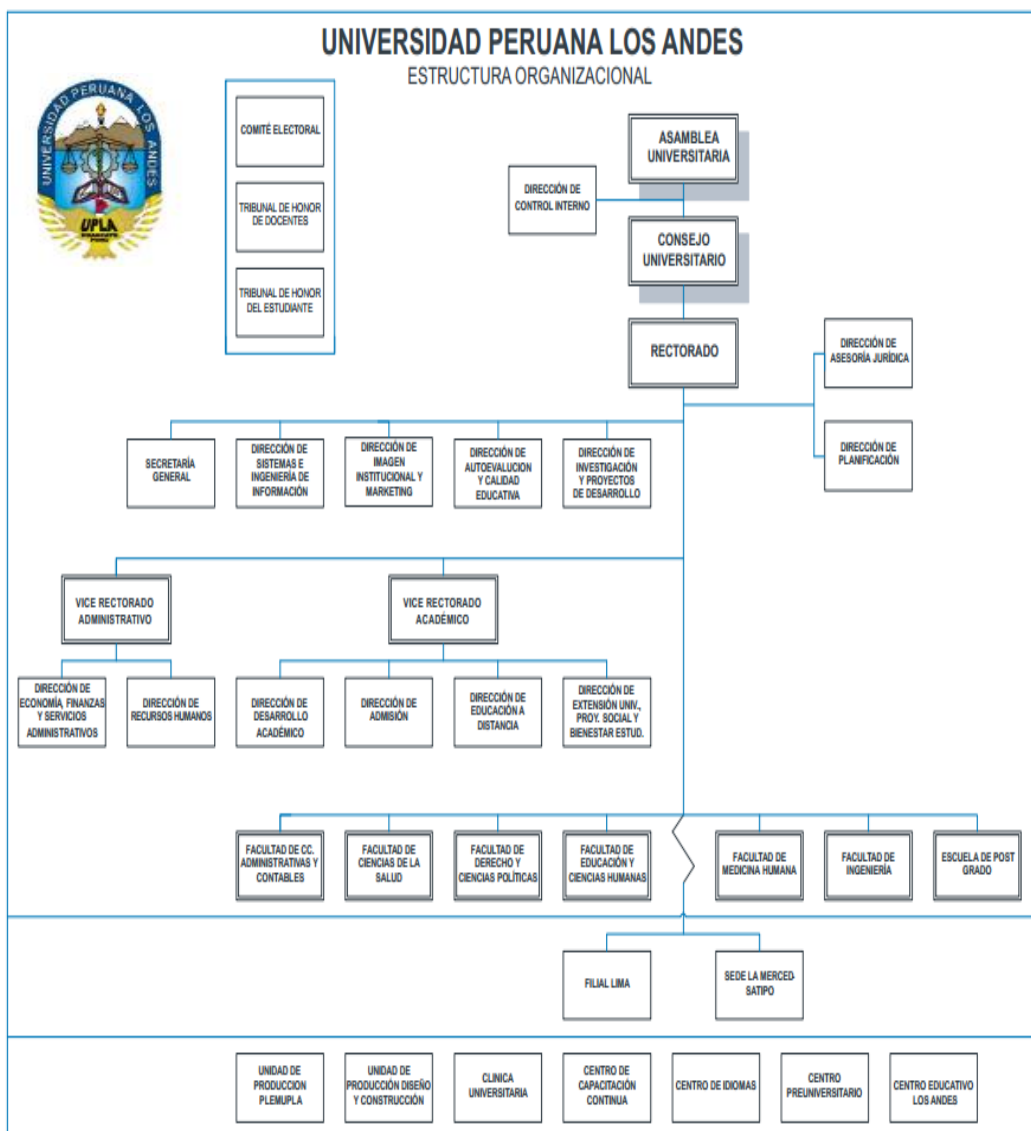 UNIVERSIDAD PERUANA LOS ANDES
ESTRUCTURA ORGANIZACIONAL
UNIVERSIDAD PERUANA LOS ANDES
UPLA
COMITÉ ELECTORAL
TRIBUNAL DE HONOR
DE DOCENTES
TRIBUNAL DE HONOR
DEL ESTUDIANTE
ASAMBLEA
UNIVERSITARIA
DIRECCIÓN DE
CONTROL INTERNO
CONSEJO
UNIVERSITARIO
RECTORADO
DIRECCIÓN DE
ASESORÍA JURÍDICA
DIRECCIÓN DE
PLANIFICACIÓN
SECRETARÍA
GENERAL
DIRECCIÓN DE
SISTEMAS E
INGENIERÍA DE
INFORMACIÓN
DIRECCIÓN DE
IMAGEN
INSTITUCIONAL Y
MARKETING
DIRECCIÓN DE
AUTOEVALUCION
Y CALIDAD
EDUCATIVA
DIRECCIÓN DE
INVESTIGACIÓN
Y PROYECTOS
DE DESARROLLO
VICE RECTORADO
ADMINISTRATIVO
VICE RECTORADO
ACADÉMICO
DIRECCIÓN DE
ECONOMÍA, FINANZAS
Y SERVICIOS
ADMINISTRATIVOS
DIRECCIÓN DE
RECURSOS HUMANOS
DIRECCIÓN DE
DESARROLLO
ACADÉMICO
DIRECCIÓN DE
ADMISIÓN
DIRECCIÓN DE
EDUCACIÓN A
DISTANCIA
DIRECCIÓN DE
EXTENSIÓN UNIV.,
PROY. SOCIAL Y
BIENESTAR ESTUD.
FACULTAD DE CC.
ADMINISTRATIVAS Y
CONTABLES
FACULTAD DE
CIENCIAS DE LA
SALUD
FACULTAD DE
DERECHO Y
CIENCIAS POLÍTICAS
FACULTAD DE
EDUCACIÓN Y
CIENCIAS HUMANAS
FACULTAD DE
MEDICINA HUMANA
FACULTAD DE
INGENIERÍA
ESCUELA DE POST
GRADO
FILIAL LIMA
SEDE LA MERCED-
SATIPO
UNIDAD DE
PRODUCCION
PLEMUPLA
UNIDAD DE
PRODUCCIÓN DISEÑO
Y CONSTRUCCIÓN
CLINICA
UNIVERSITARIA
CENTRO DE
CAPACITACIÓN
CONTINUA
CENTRO DE IDIOMAS
CENTRO
PREUNIVERSITARIO
CENTRO EDUCATIVO
LOS ANDES